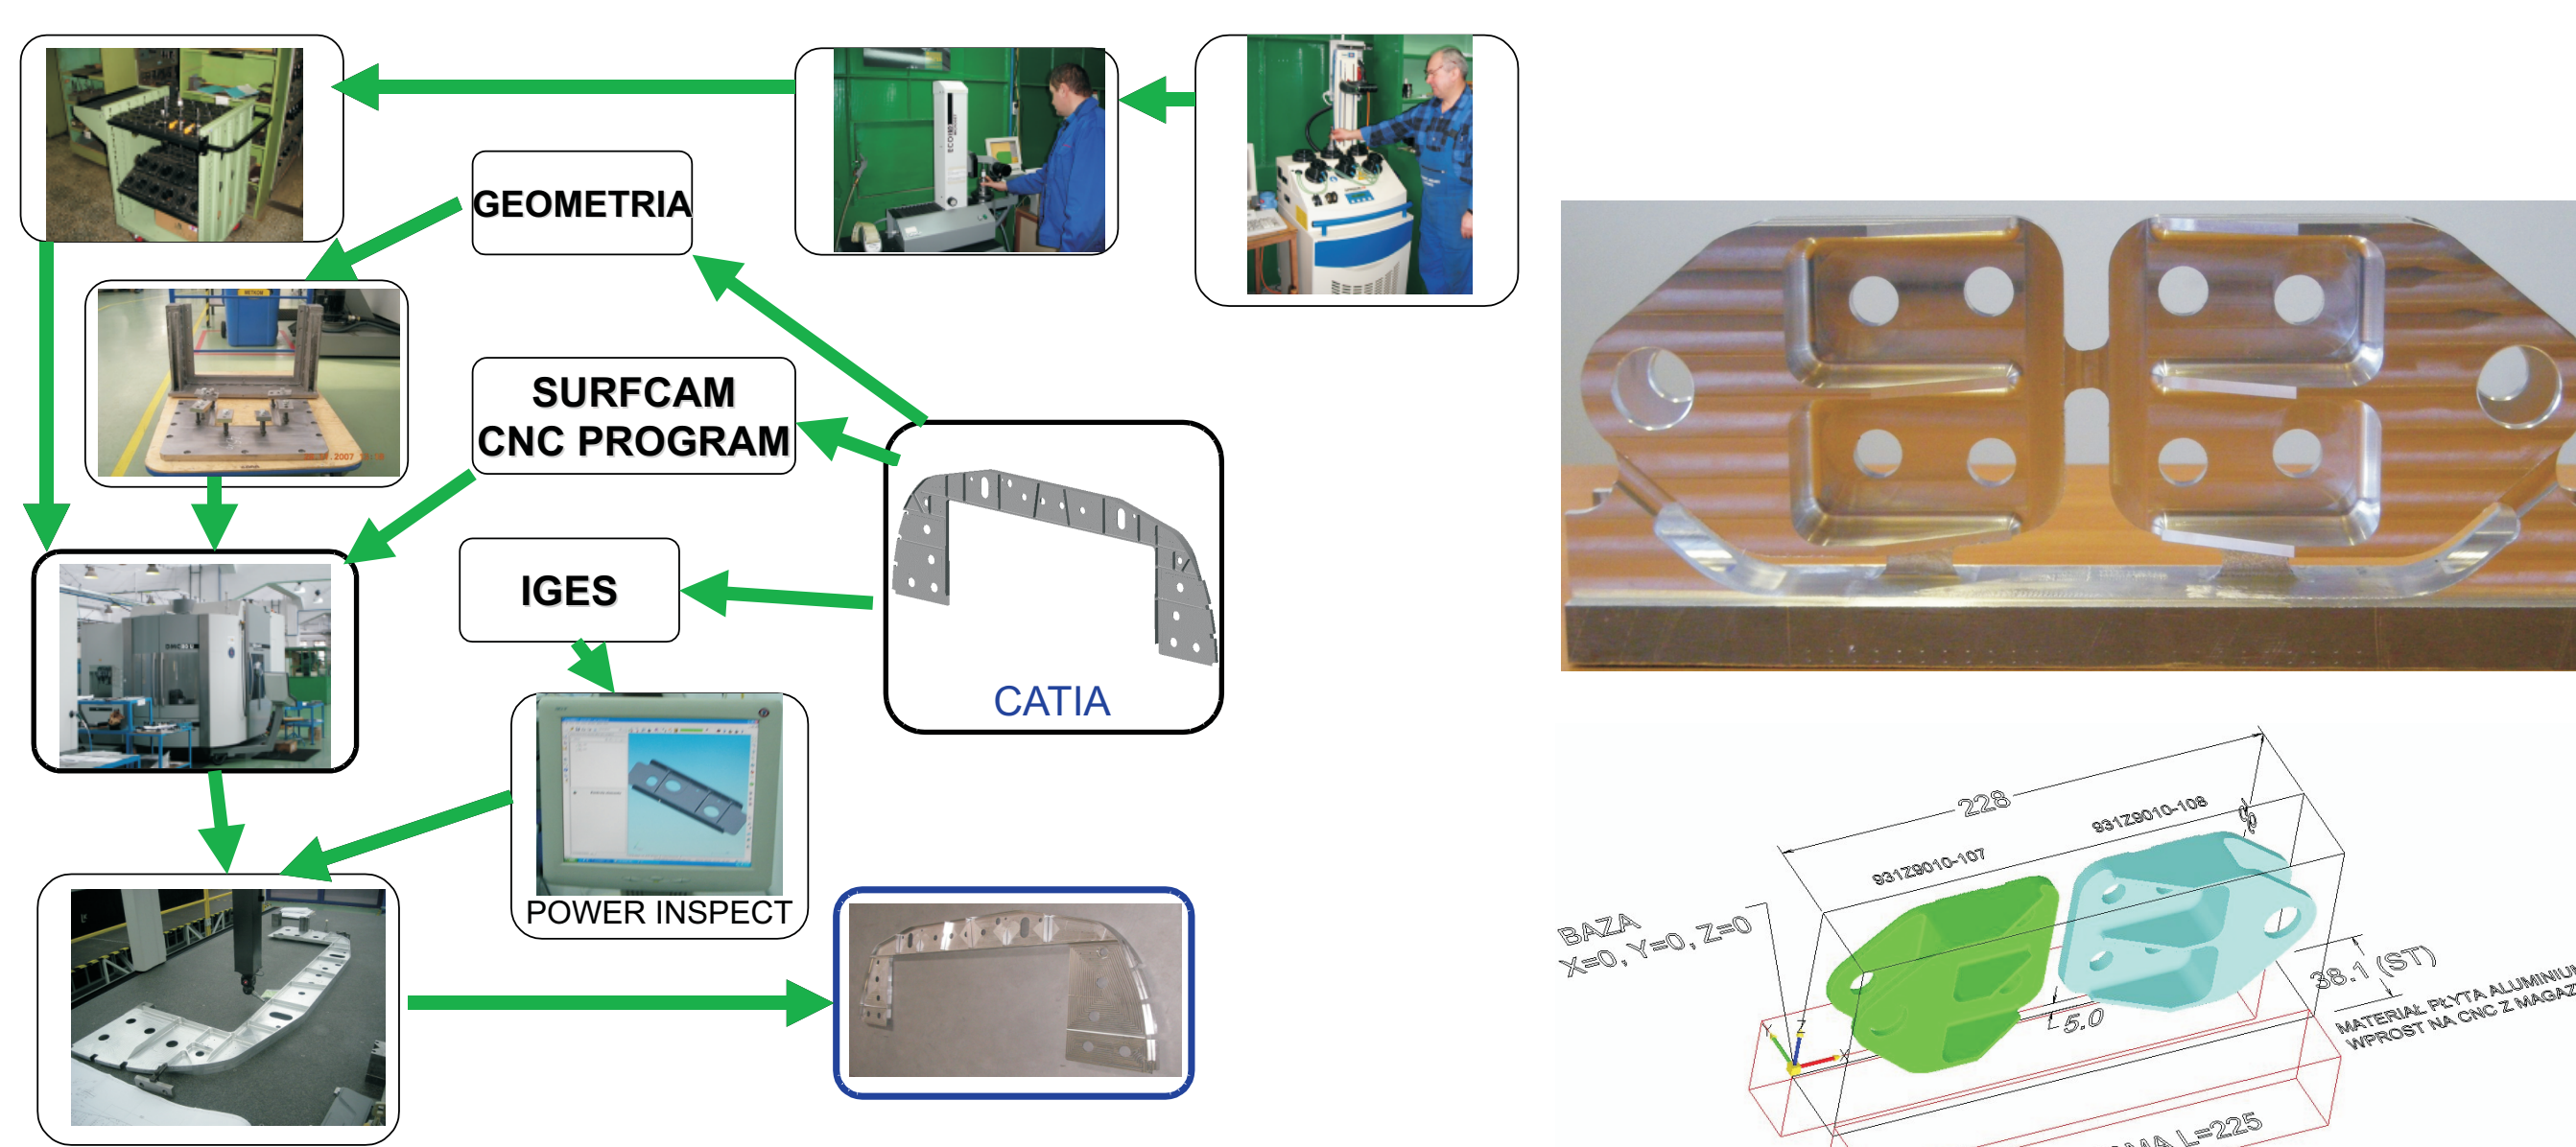 GEOMETRIA
SURFCAM
CNC PROGRAM
IGES
CATIA
POWER INSPECT
228
931Z9010-108
931Z9010-107
BAZA
X=0, Y=0, Z=0
38.1 (ST)
5.0
MATERIAŁ PŁYTA ALUMINIU
WPROST NA CNC Z MAGAZ
Y
Z
X
L=225